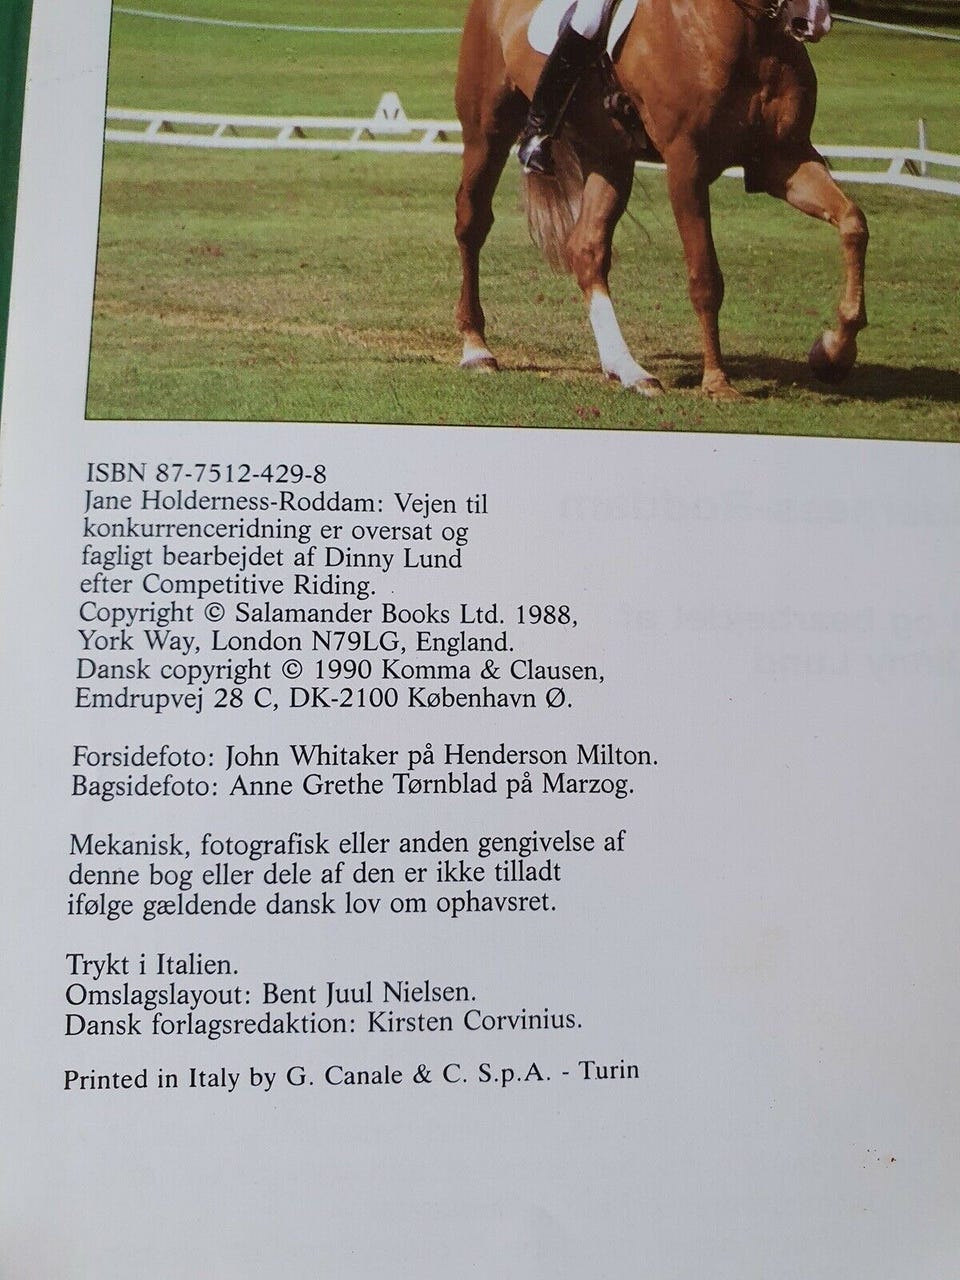 ISBN 87-7512-429-8
Jane Holderness-Roddam: Vejen til
konkurrenceridning er oversat og
fagligt bearbejdet af Dinny Lund
efter Competitive Riding.
Copyright © Salamander Books Ltd. 1988,
York Way, London N79LG, England.
Dansk copyright © 1990 Komma & Clausen,
Emdrupvej 28 C, DK-2100 København Ø.
Forsidefoto: John Whitaker på Henderson Milton.
Bagsidefoto: Anne Grethe Tørnblad på Marzog.
Mekanisk, fotografisk eller anden gengivelse af
denne bog eller dele af den er ikke tilladt
ifølge gældende dansk lov om ophavsret.
Trykt i Italien.
Omslagslayout: Bent Juul Nielsen.
Dansk forlagsredaktion: Kirsten Corvinius.
Printed in Italy by G. Canale & C. S.p.A. - Turin